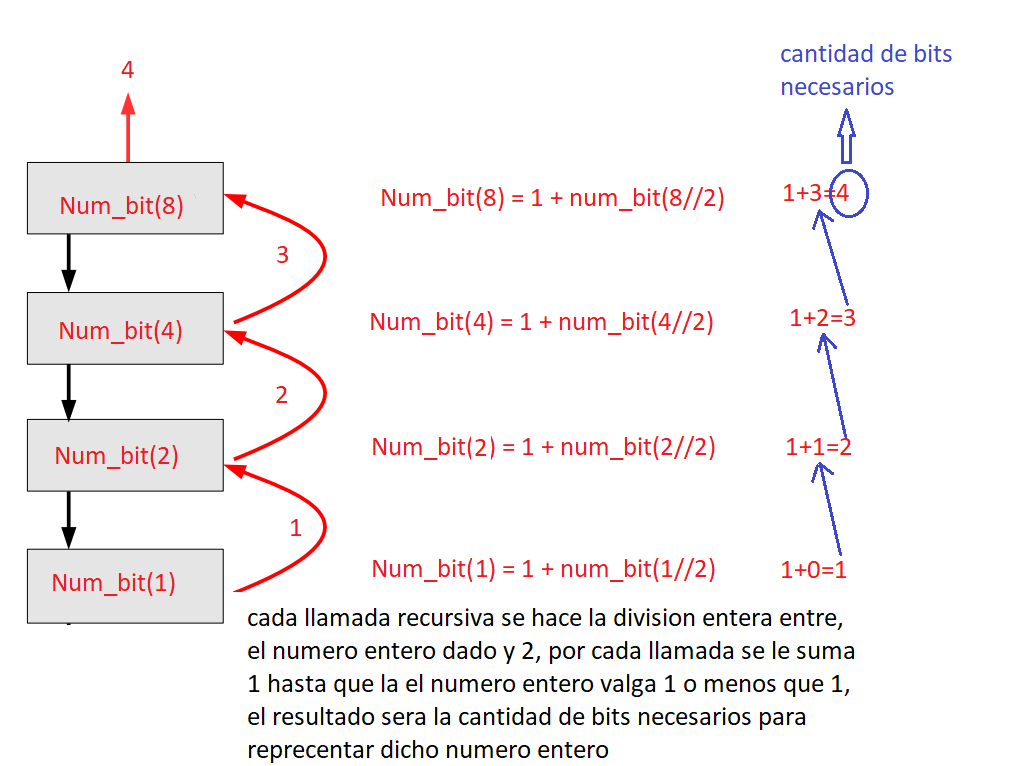 cantidad de bits
necesarios
4
Num_bit(8)
Num_bit(8) = 1 + num_bit(8//2)
1+3=4
3
Num_bit(4)
Num_bit(4) = 1 + num_bit(4//2)
1+2=3
2
Num_bit(2)
Num_bit(2) = 1 + num_bit(2//2)
1+1=2
1
Num_bit(1)
Num_bit(1) = 1 + num_bit(1//2)
1+0=1
cada llamada recursiva se hace la division entera entre,
el numero entero dado y 2, por cada llamada se le suma
1 hasta que la el numero entero valga 1 o menos que 1,
el resultado sera la cantidad de bits necesarios para
reprecentar dicho numero entero